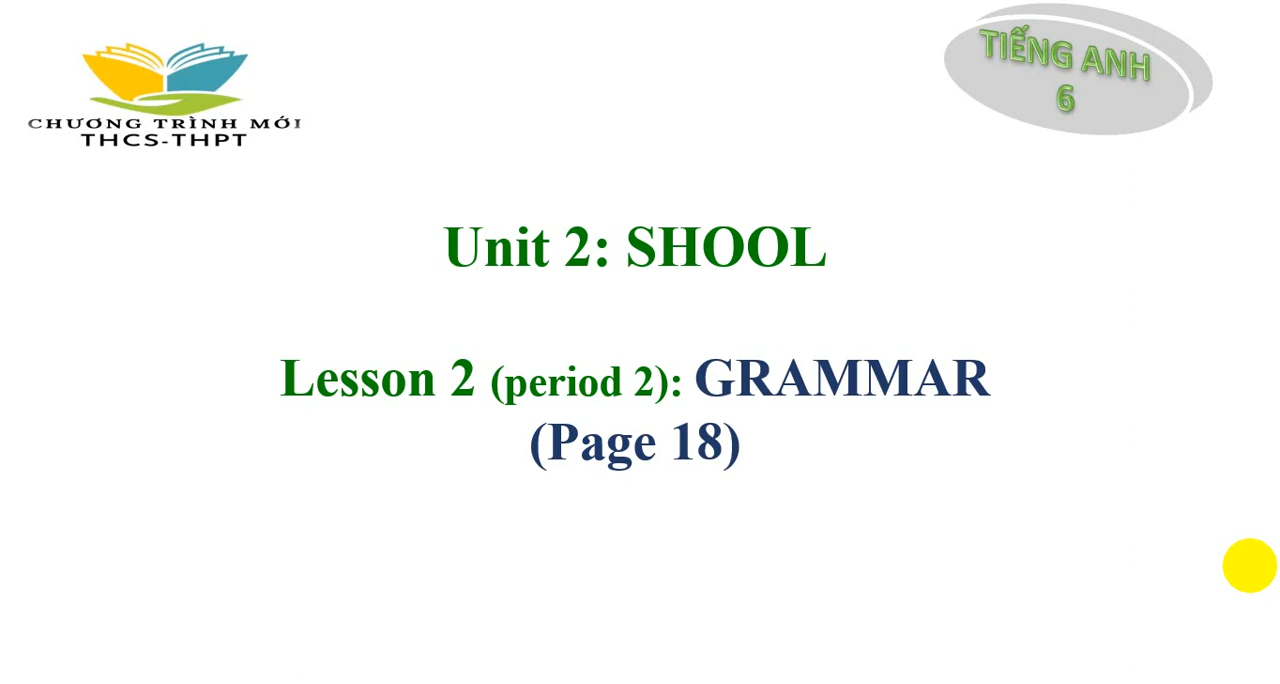 CHƯƠNG TRÌNH MỚI
THCS-THPT
TIẾNG ANH
6
Unit 2: SHOOL
Lesson 2 (period 2): GRAMMAR
(Page 18)